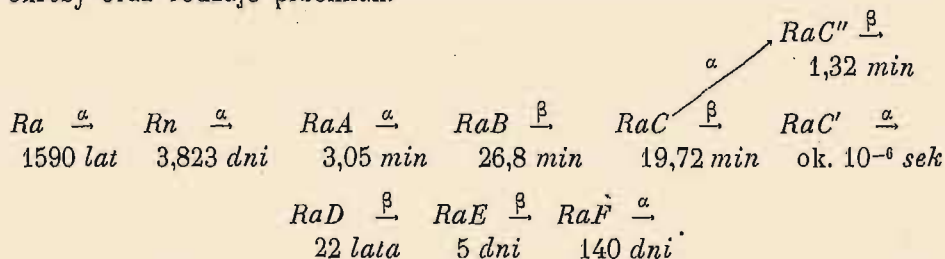 okresy oraz rodzaje przemian.
RaC″ β→
α
1,32 min
Ra α→ Rn α→ RaA α→ RaB β→ RaC β→ RaC′ α→
1590 lat 3,823 dni 3,05 min 26,8 min 19,72 min ok. 10⁻⁶ sek
RaD β→ RaE β→ RaF α→
22 lata 5 dni 140 dni.